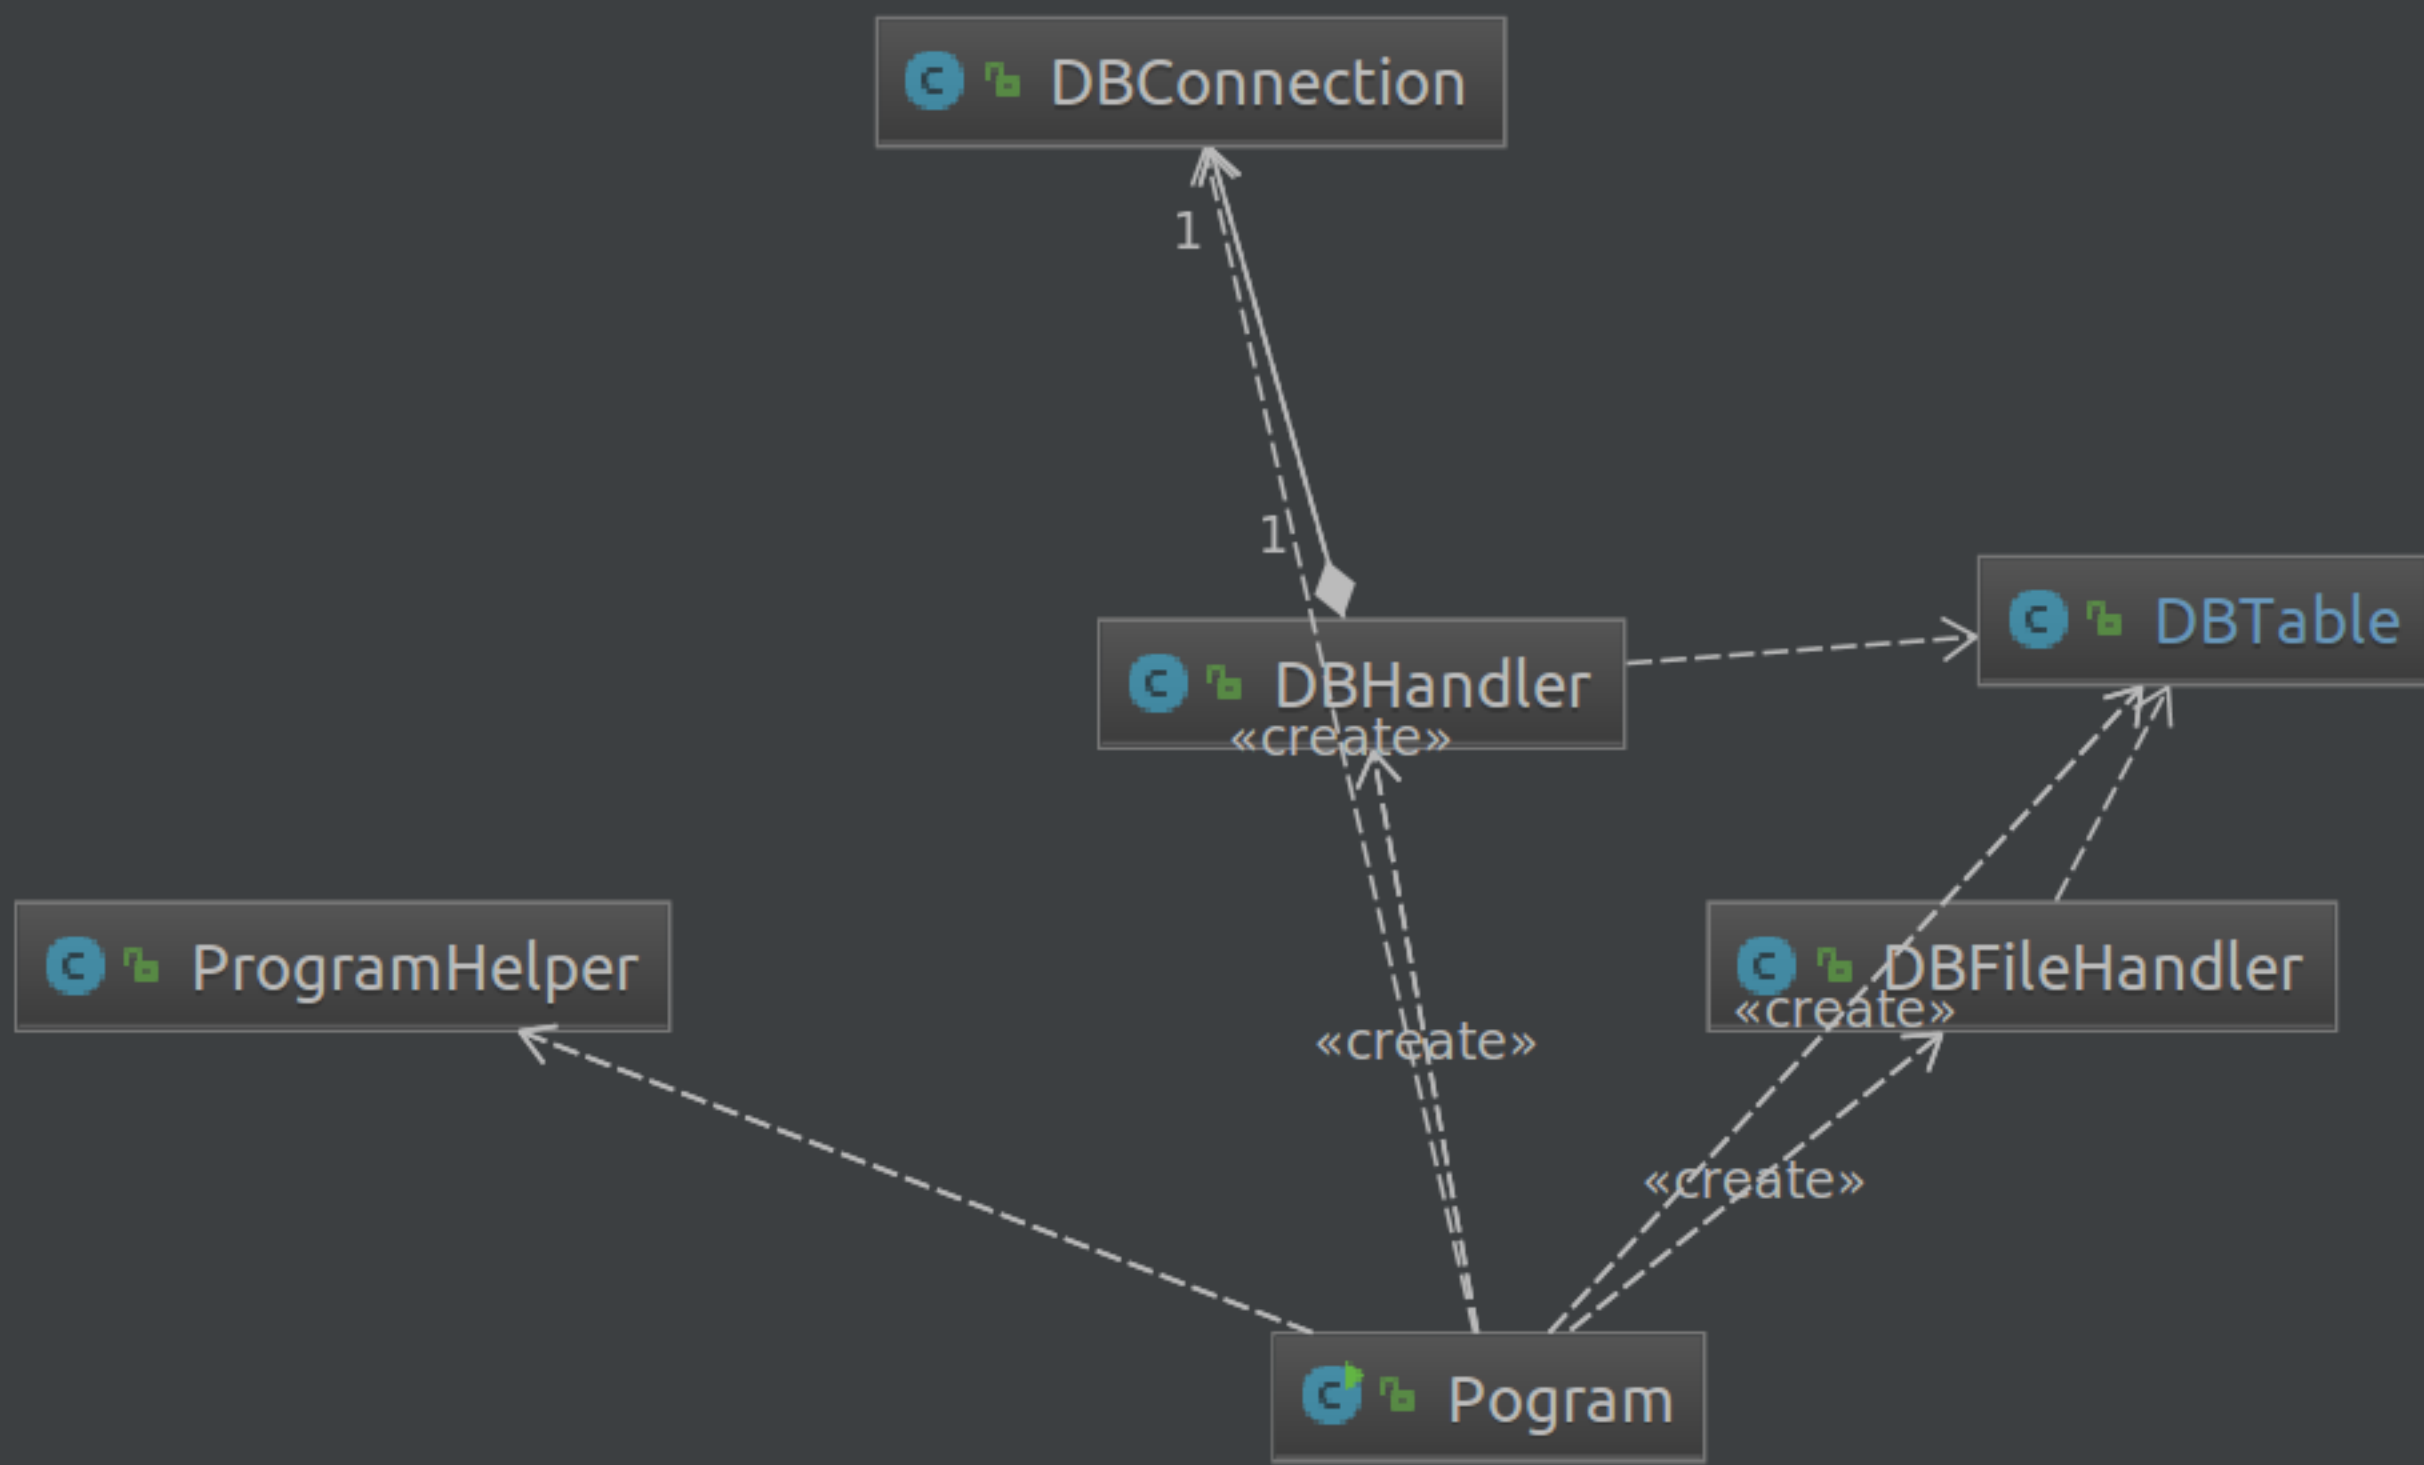 DBConnection
1
1
DBHandler
«create»
DBTable
ProgramHelper
DBFileHandler
«create»
«create»
«create»
Pogram